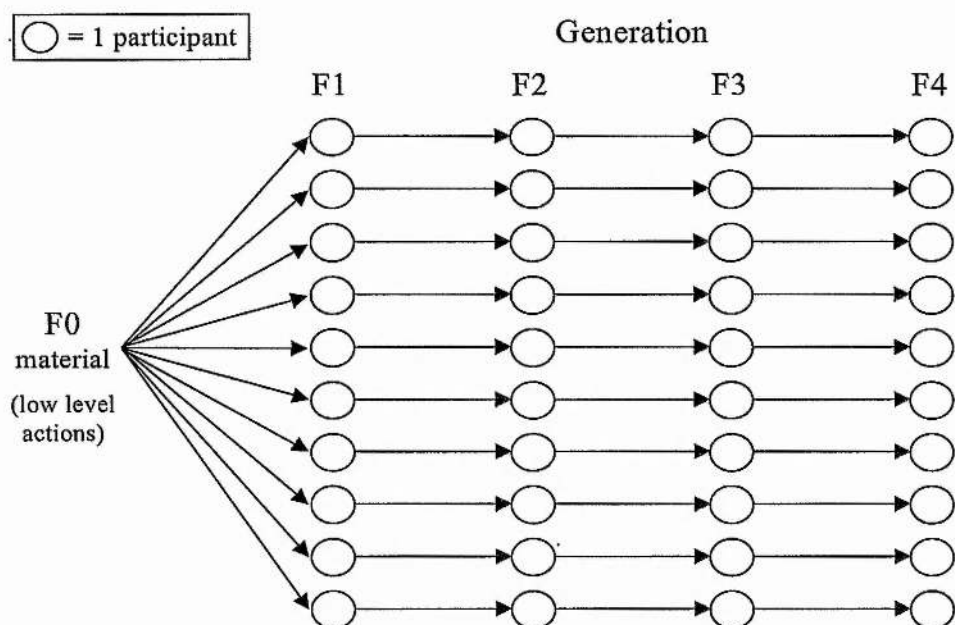 = 1 participant
Generation
F1 F2 F3 F4
F0
material
(low level
actions)